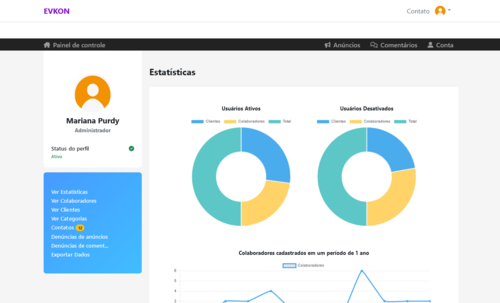 EVKON
Contato
Painel de controle
Anúncios
Comentários
Conta
Mariana Purdy
Administrador
Status do perfil
Ativo
Ver Estatísticas
Ver Colaboradores
Ver Clientes
Ver Categorias
Contatos
Denúncias de anúncios
Denúncias de coment...
Exportar Dados
Estatísticas
Usuários Ativos
Clientes
Colaboradores
Total
Usuários Desativados
Clientes
Colaboradores
Total
Colaboradores cadastrados em um período de 1 ano
Colaboradores
6
5
4
3